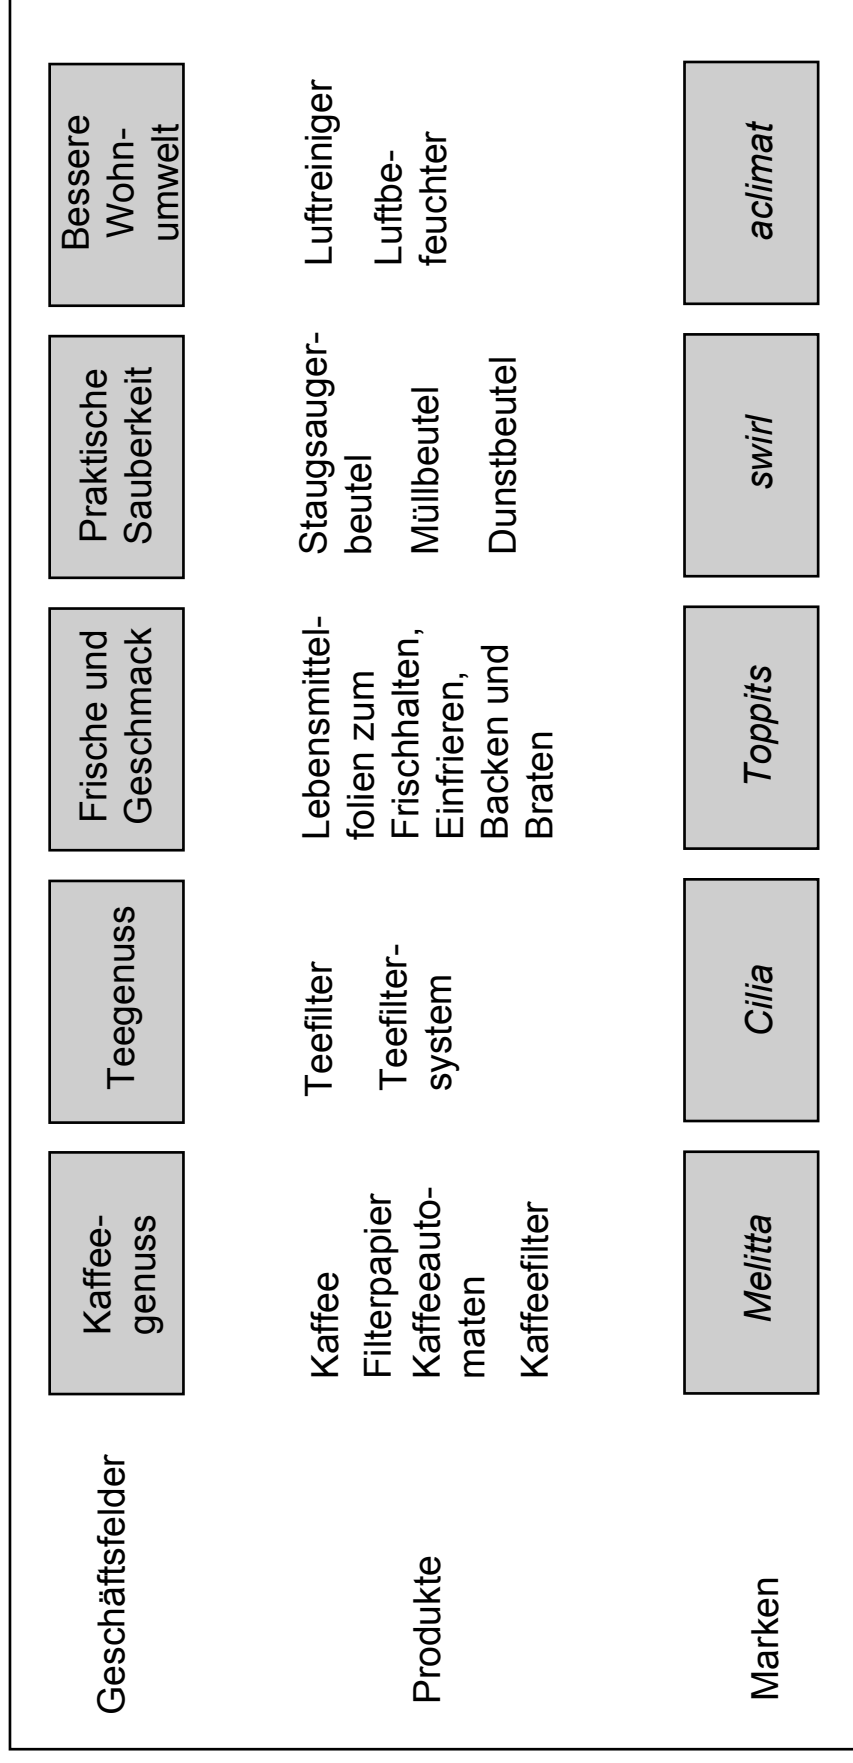 Geschäftsfelder
Kaffee-
genuss
Teegenuss
Frische und
Geschmack
Praktische
Sauberkeit
Bessere
Wohn-
umwelt
Produkte
Kaffee
Filterpapier
Kaffeeauto-
maten
Kaffeefilter
Teefilter
Teefilter-
system
Lebensmittel-
folien zum
Frischhalten,
Einfrieren,
Backen und
Braten
Staugsauger-
beutel
Müllbeutel
Dunstbeutel
Luftreiniger
Luftbe-
feuchter
Marken
Melitta
Cilia
Toppits
swirl
aclimat